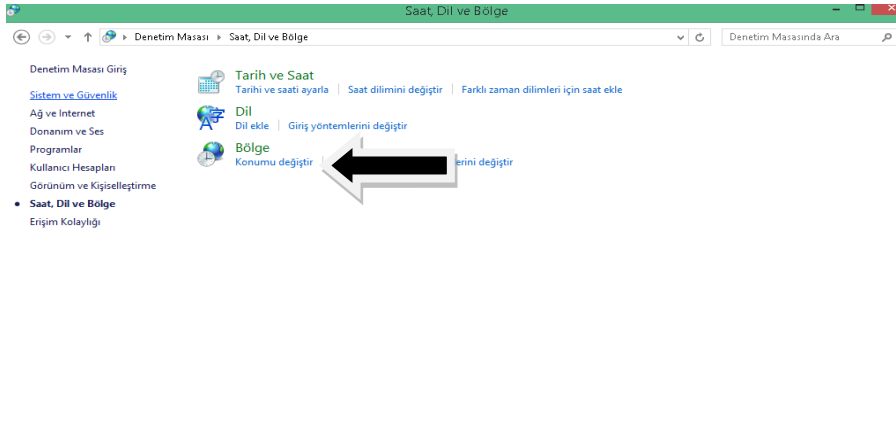 Saat, Dil ve Bölge
Denetim Masası Saat, Dil ve Bölge Denetim Masasında Ara
Denetim Masası Giriş
Sistem ve Güvenlik
Ağ ve Internet
Donanım ve Ses
Programlar
Kullanıcı Hesapları
Görünüm ve Kişiselleştirme
Saat, Dil ve Bölge
Erişim Kolaylığı
Tarih ve Saat
Tarihi ve saati ayarla Saat dilimini değiştir Farklı zaman dilimleri için saat ekle
Dil
Dil ekle Giriş yöntemlerini değiştir
Bölge
Konumu değiştir değiştir